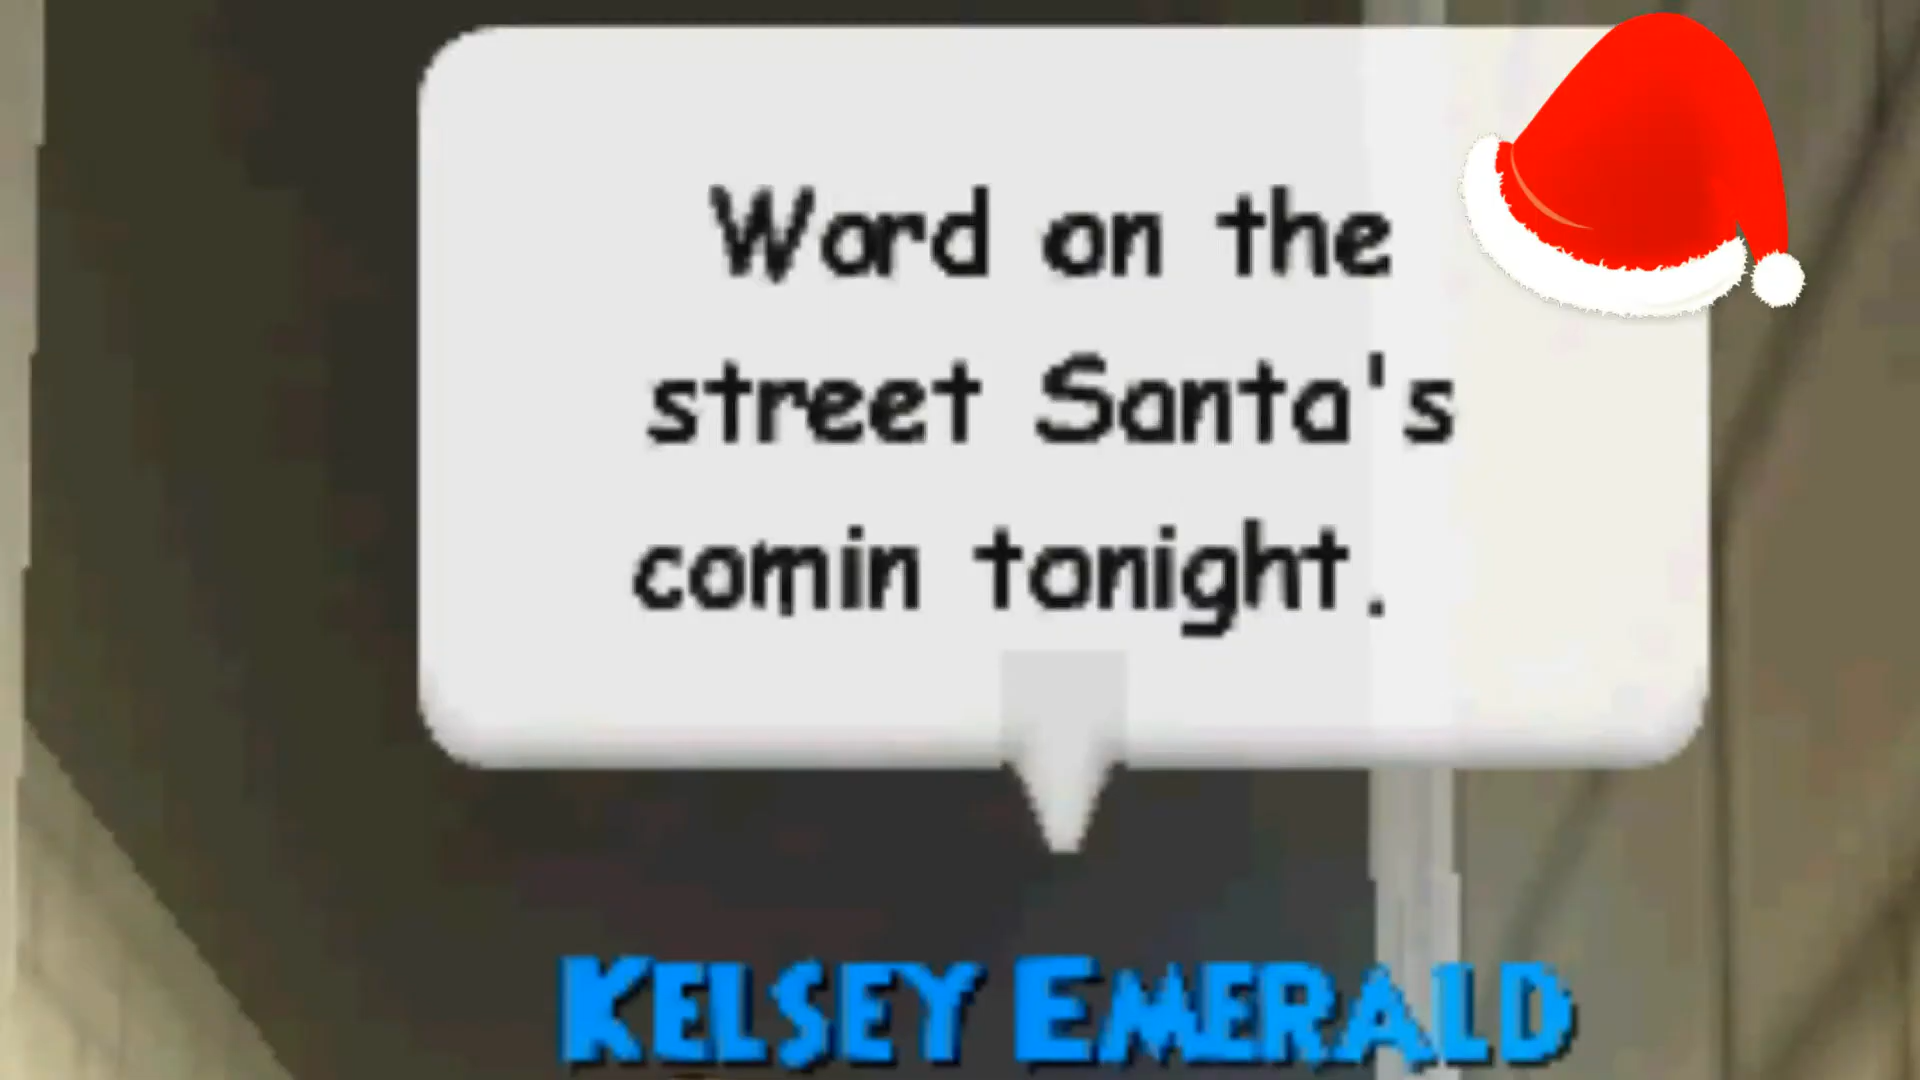 Word on the
street Santa's
comin tonight.
KELSEY EMERALD